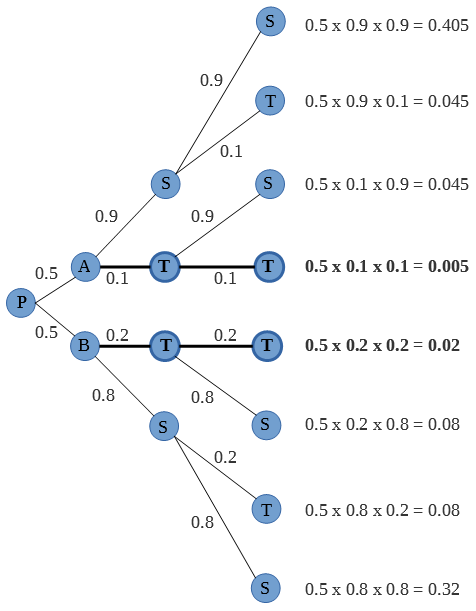 S 0.5 x 0.9 x 0.9 = 0.405
0.9
T 0.5 x 0.9 x 0.1 = 0.045
0.1
S S 0.5 x 0.1 x 0.9 = 0.045
0.9 0.9
A T T 0.5 x 0.1 x 0.1 = 0.005
0.5 0.1 0.1
P
0.5 0.2 0.2
B T T 0.5 x 0.2 x 0.2 = 0.02
0.8 0.8
S S 0.5 x 0.2 x 0.8 = 0.08
0.2
T 0.5 x 0.8 x 0.2 = 0.08
0.8
S 0.5 x 0.8 x 0.8 = 0.32